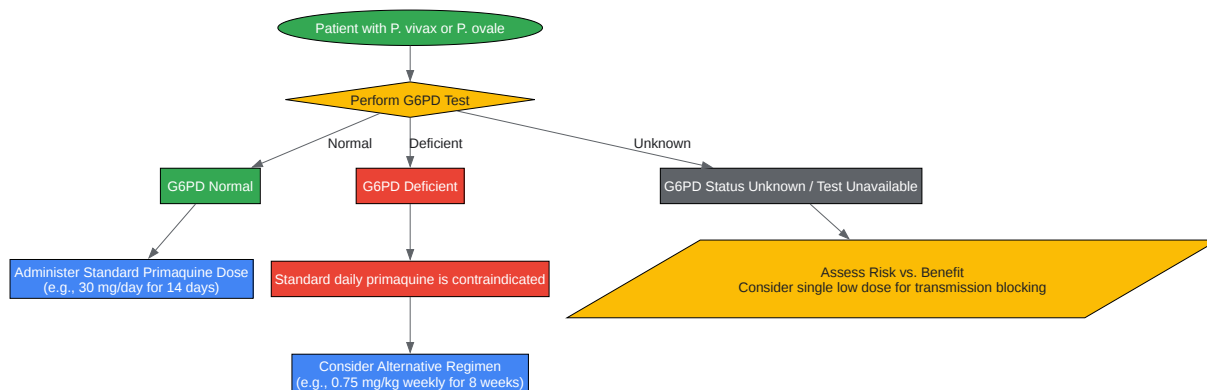 Patient with P. vivax or P. ovale
Perform G6PD Test
Normal
Deficient
Unknown
G6PD Normal
G6PD Deficient
G6PD Status Unknown / Test Unavailable
Administer Standard Primaquine Dose
(e.g., 30 mg/day for 14 days)
Standard daily primaquine is contraindicated
Assess Risk vs. Benefit
Consider single low dose for transmission blocking
Consider Alternative Regimen
(e.g., 0.75 mg/kg weekly for 8 weeks)